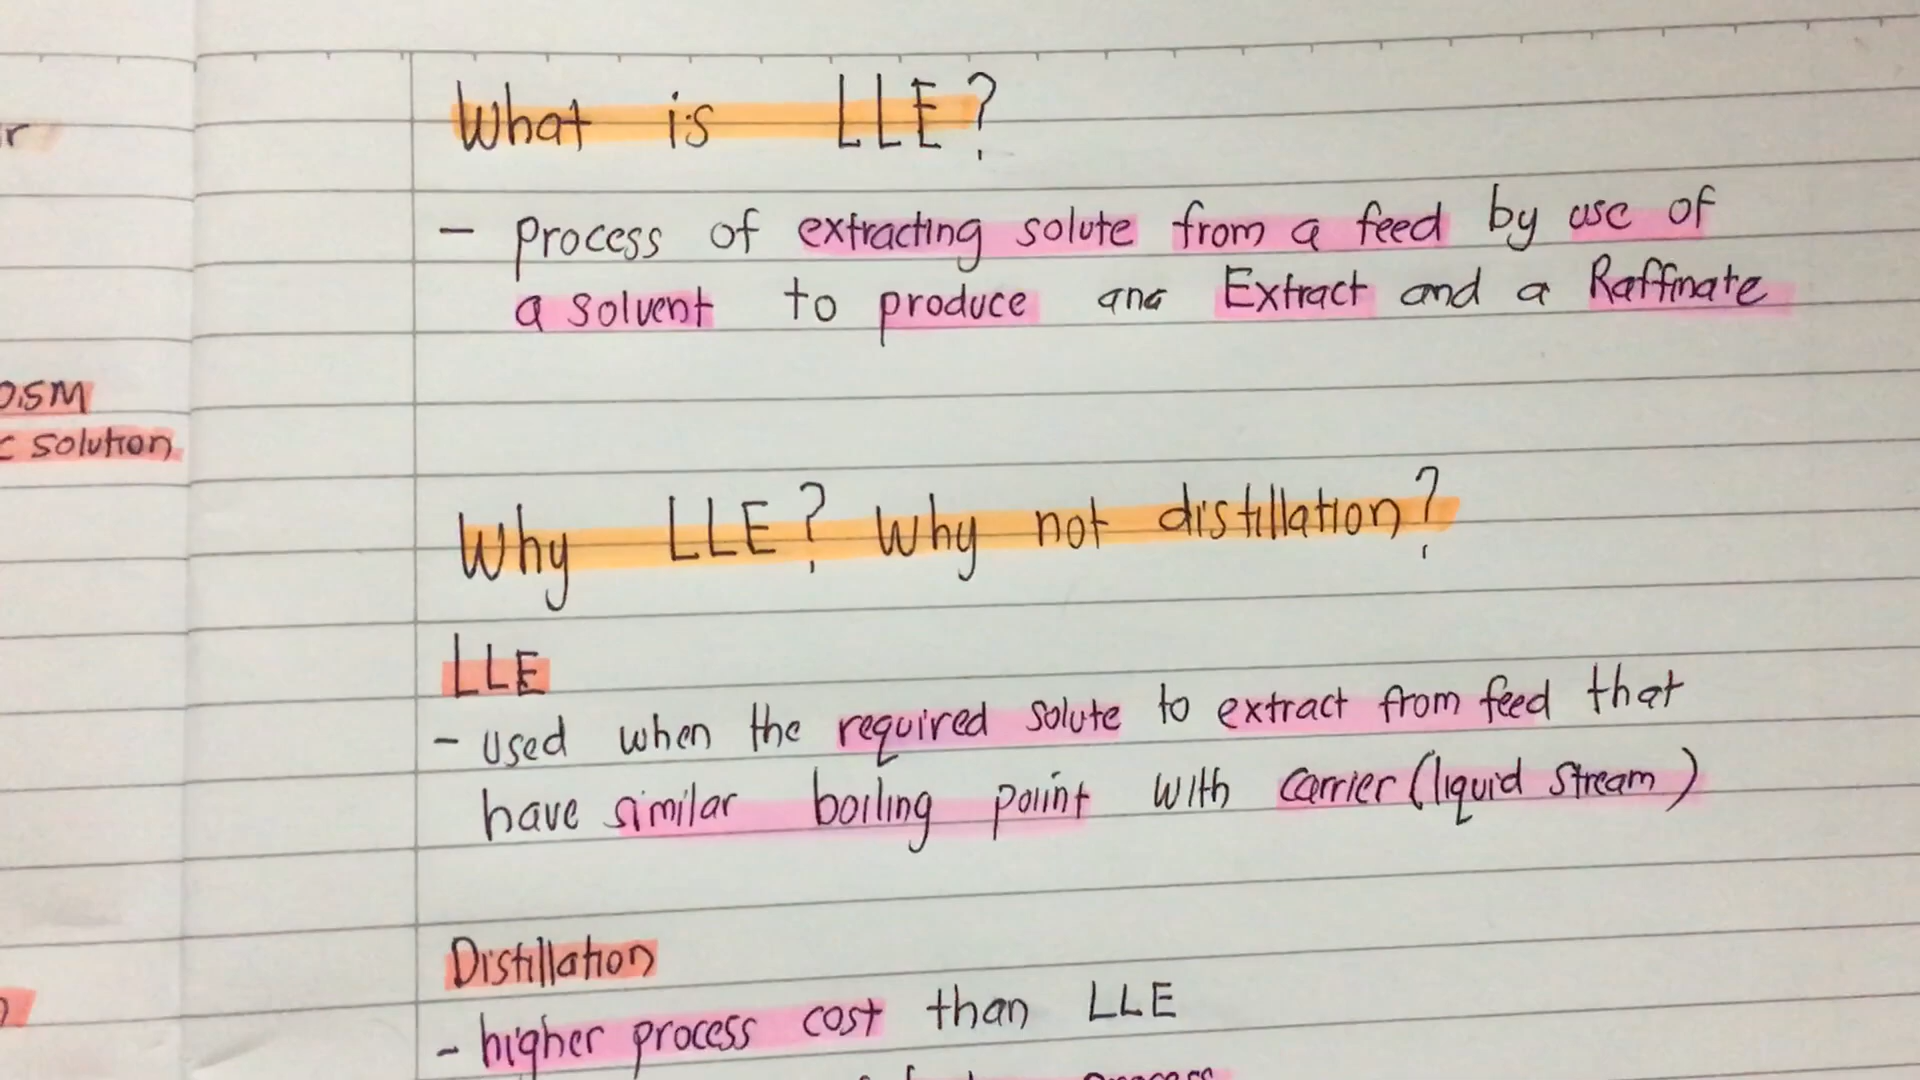 What is LLE?
- process of extracting solute from a feed by use of
a solvent to produce and Extract and a Raffinate
0.5M
solution
Why LLE? Why not distillation?
LLE
- used when the required solute to extract from feed that
have similar boiling poiint with carrier (liquid stream)
Distillation
- higher process cost than LLE
process